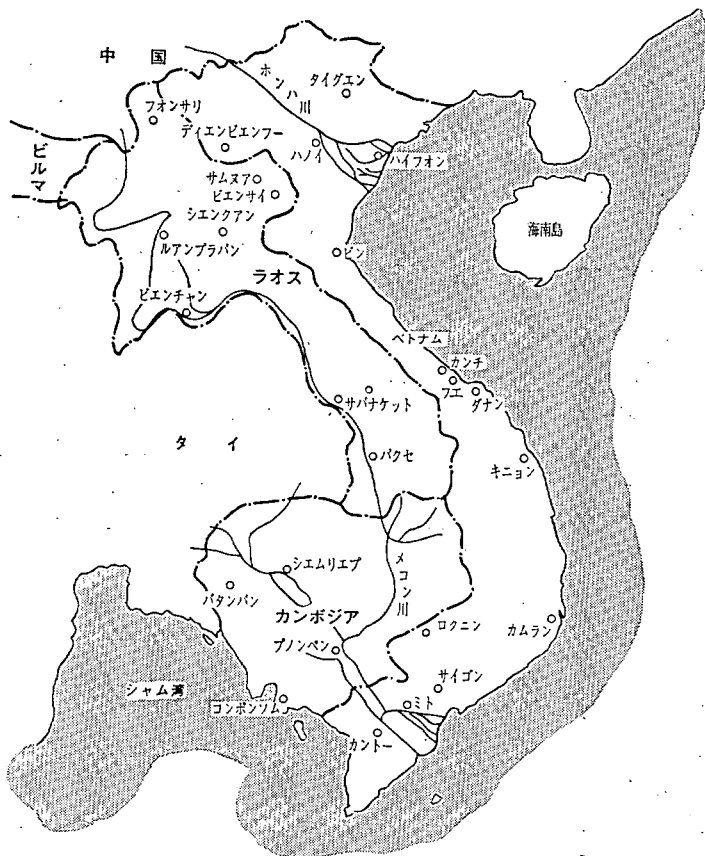 中国
ホンハ川
タイグエン
フォンサリ
ディエンビエンフー
ハノイ
ハイフォン
ビルマ
サムヌア
ビエンサイ
シエンクアン
ルアンプラバン
海南島
ビン
ラオス
ビエンチャン
ベトナム
カンチ
フエ
ダナン
サバナケット
タイ
パクセ
キニョン
シエムリエプ
メコン川
バタンバン
カンボジア
ロクニン
カムラン
プノンペン
サイゴン
シャム湾
コンポンソム
ミト
カントー